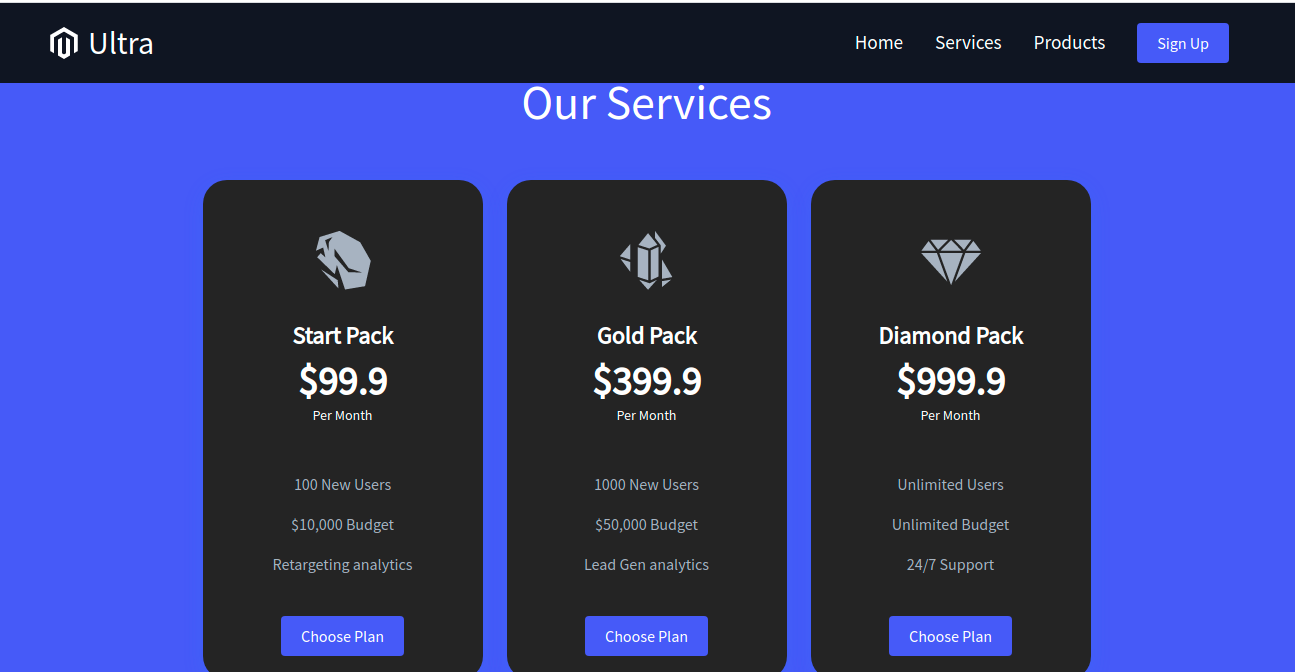 Ultra
Home Services Products Sign Up
Our Services
Start Pack
$99.9
Per Month
100 New Users
$10,000 Budget
Retargeting analytics
Choose Plan
Gold Pack
$399.9
Per Month
1000 New Users
$50,000 Budget
Lead Gen analytics
Choose Plan
Diamond Pack
$999.9
Per Month
Unlimited Users
Unlimited Budget
24/7 Support
Choose Plan